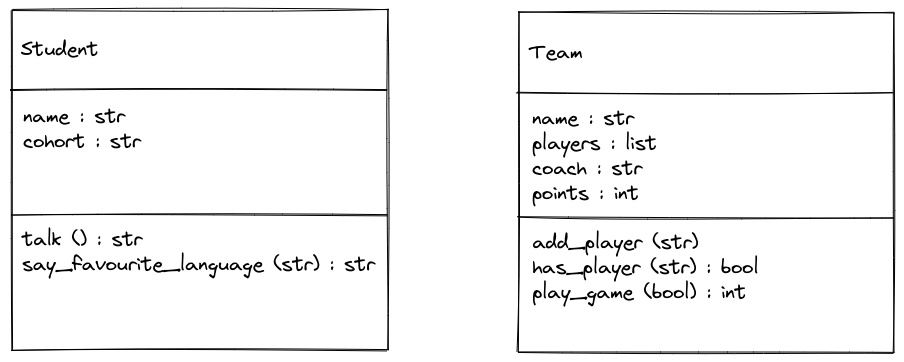 Student
name : str
cohort : str
talk () : str
say_favourite_language (str) : str
Team
name : str
players : list
coach : str
points : int
add_player (str)
has_player (str) : bool
play_game (bool) : int